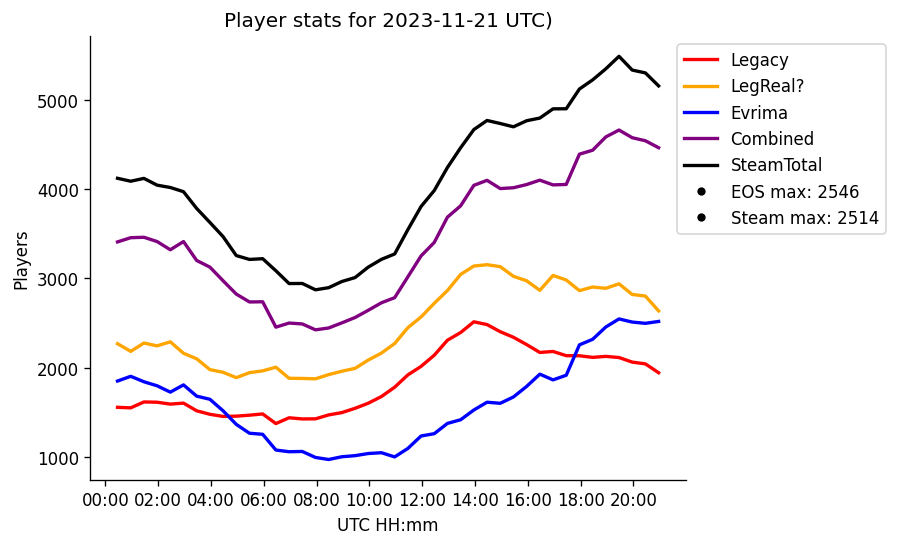 Player stats for 2023-11-21 UTC)
Legacy
LegReal?
Evrima
Combined
SteamTotal
EOS max: 2546
Steam max: 2514
Players
5000
4000
3000
2000
1000
00:00 02:00 04:00 06:00 08:00 10:00 12:00 14:00 16:00 18:00 20:00
UTC HH:mm